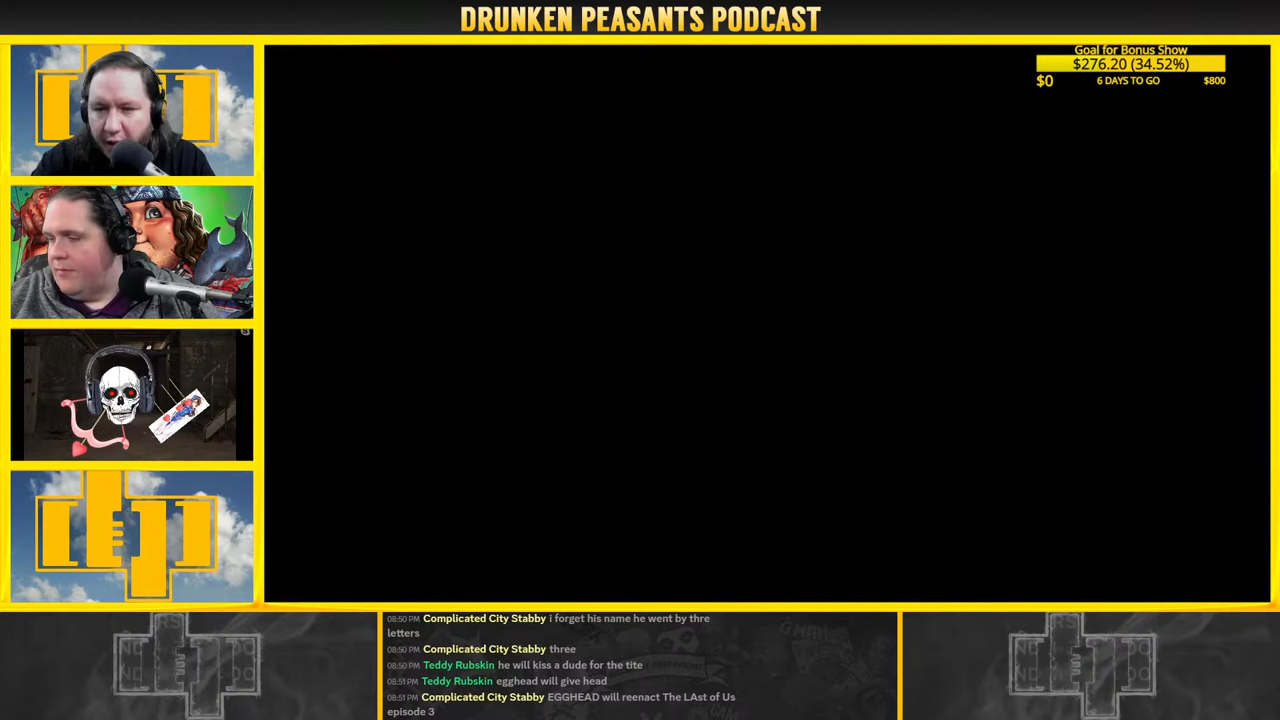 DRUNKEN PEASANTS PODCAST
Goal for Bonus Show
$276.20 (34.52%)
$0 6 DAYS TO GO $800
08:50 PM Complicated City Stabby i forget his name he went by thre
letters
08:50 PM Complicated City Stabby three
08:50 PM Teddy Rubskin he will kiss a dude for the tite
08:51 PM Teddy Rubskin egghead will give head
08:51 PM Complicated City Stabby EGGHEAD will reenact The LAst of Us
episode 3